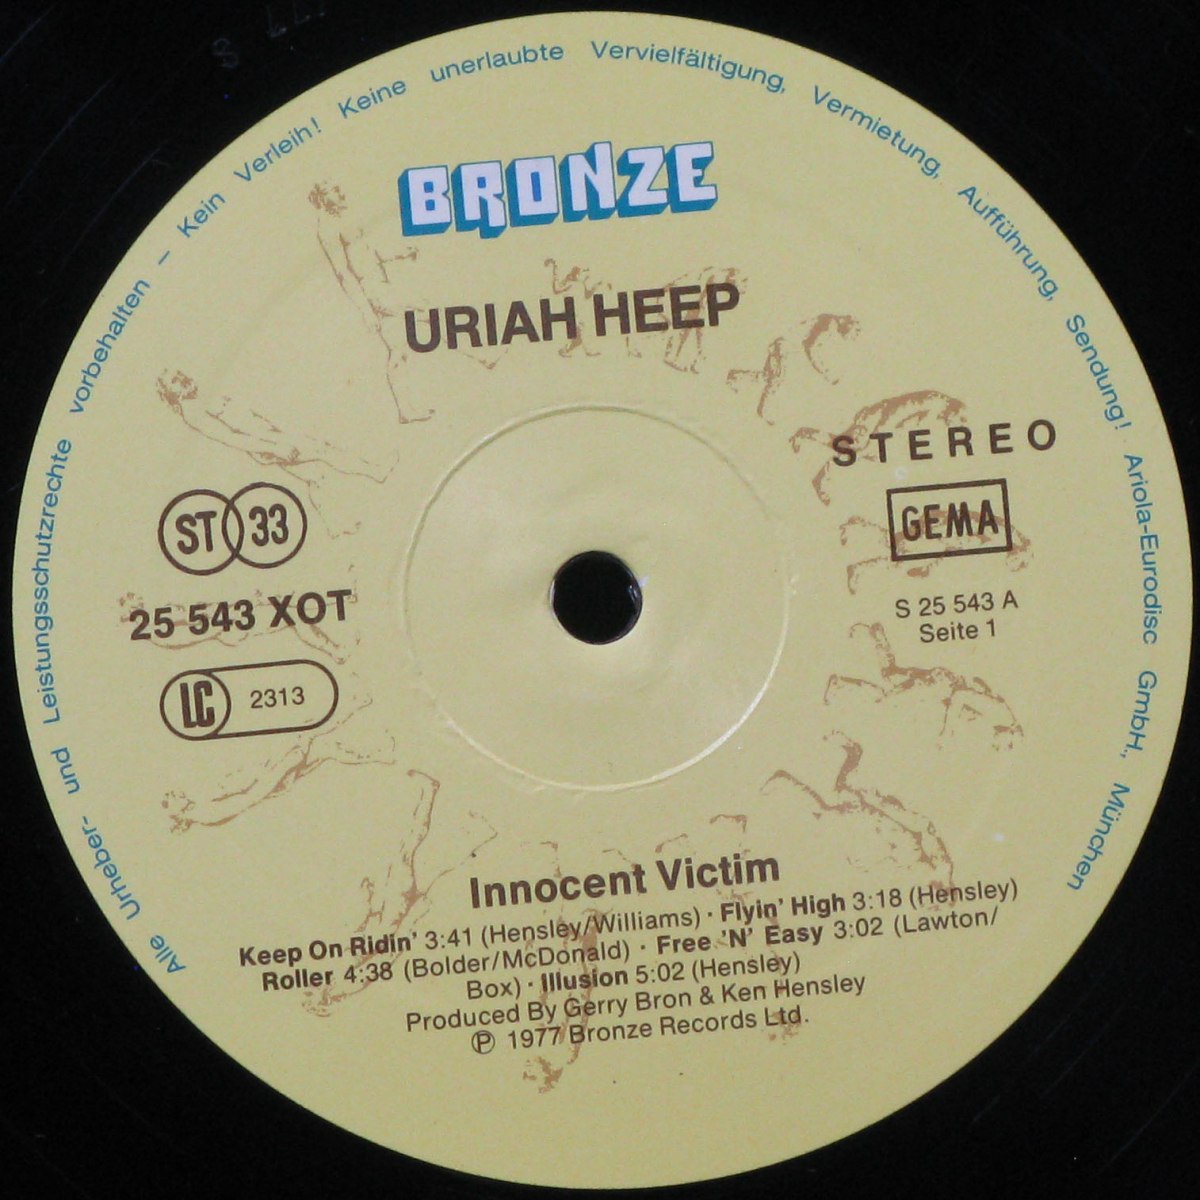 Alle Urheber- und Leistungsschutzrechte vorbehalten – Kein Verleih! Keine unerlaubte Vervielfältigung, Vermietung, Aufführung, Sendung! Ariola-Eurodisc GmbH, München
BRONZE
URIAH HEEP
STEREO
ST 33
GEMA
25 543 XOT
S 25 543 A
Seite 1
LC 2313
Innocent Victim
Keep On Ridin' 3:41 (Hensley/Williams) · Flyin' High 3:18 (Hensley)
Roller 4:38 (Bolder/McDonald) · Free 'N' Easy 3:02 (Lawton/
Box) · Illusion 5:02 (Hensley)
Produced By Gerry Bron & Ken Hensley
℗ 1977 Bronze Records Ltd.